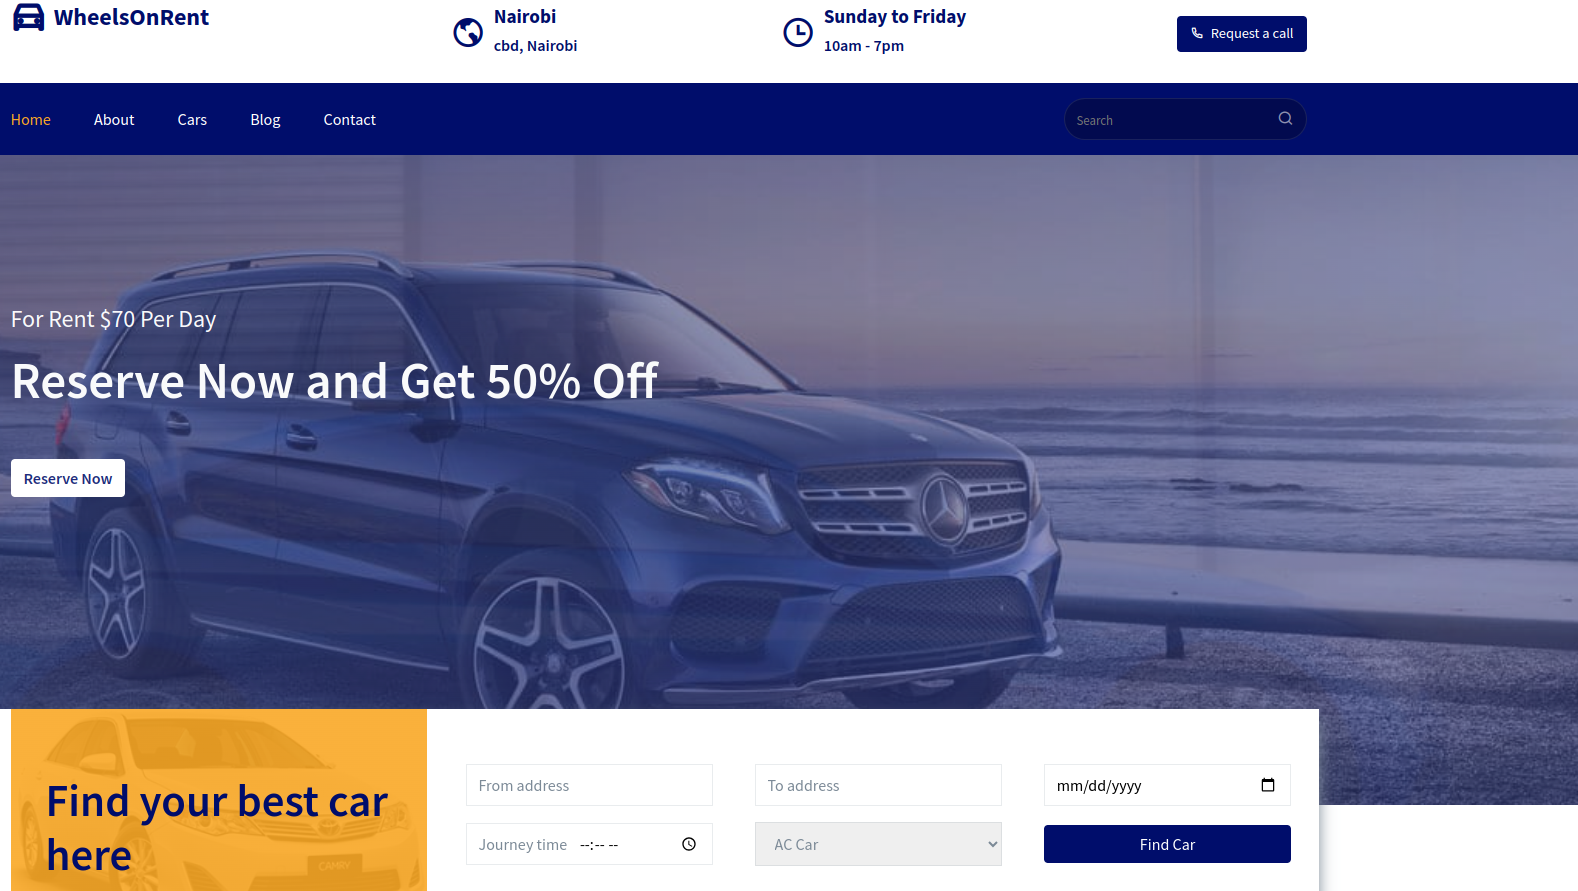 WheelsOnRent
Nairobi
cbd, Nairobi
Sunday to Friday
10am - 7pm
Request a call
Home
About
Cars
Blog
Contact
Search
For Rent $70 Per Day
Reserve Now and Get 50% Off
Reserve Now
Find your best car
here
CAMRY
From address
To address
mm/dd/yyyy
Journey time --:-- --
AC Car
Find Car